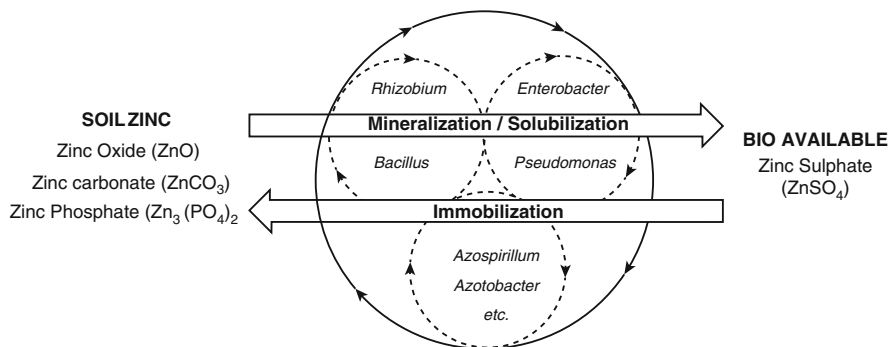 SOIL ZINC
Zinc Oxide (ZnO)
Zinc carbonate (ZnCO3)
Zinc Phosphate (Zn3 (PO4)2
Rhizobium
Enterobacter
Mineralization / Solubilization
Bacillus
Pseudomonas
Immobilization
Azospirillum
Azotobacter
etc.
BIO AVAILABLE
Zinc Sulphate
(ZnSO4)